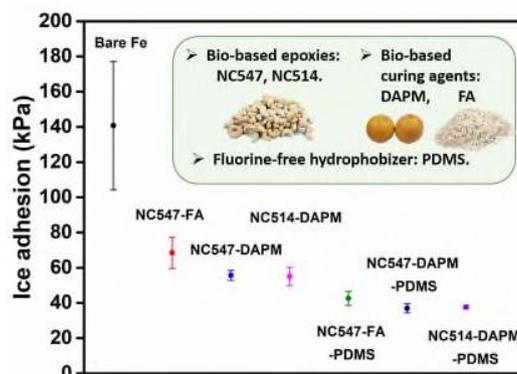 Ice adhesion (kPa)
200
180
160
140
120
100
80
60
40
20
0
Bare Fe
➤ Bio-based epoxies:
NC547, NC514.
➤ Bio-based
curing agents:
DAPM, FA
➤ Fluorine-free hydrophobizer: PDMS.
NC547-FA
NC547-DAPM
NC514-DAPM
NC547-FA
-PDMS
NC547-DAPM
-PDMS
NC514-DAPM
-PDMS